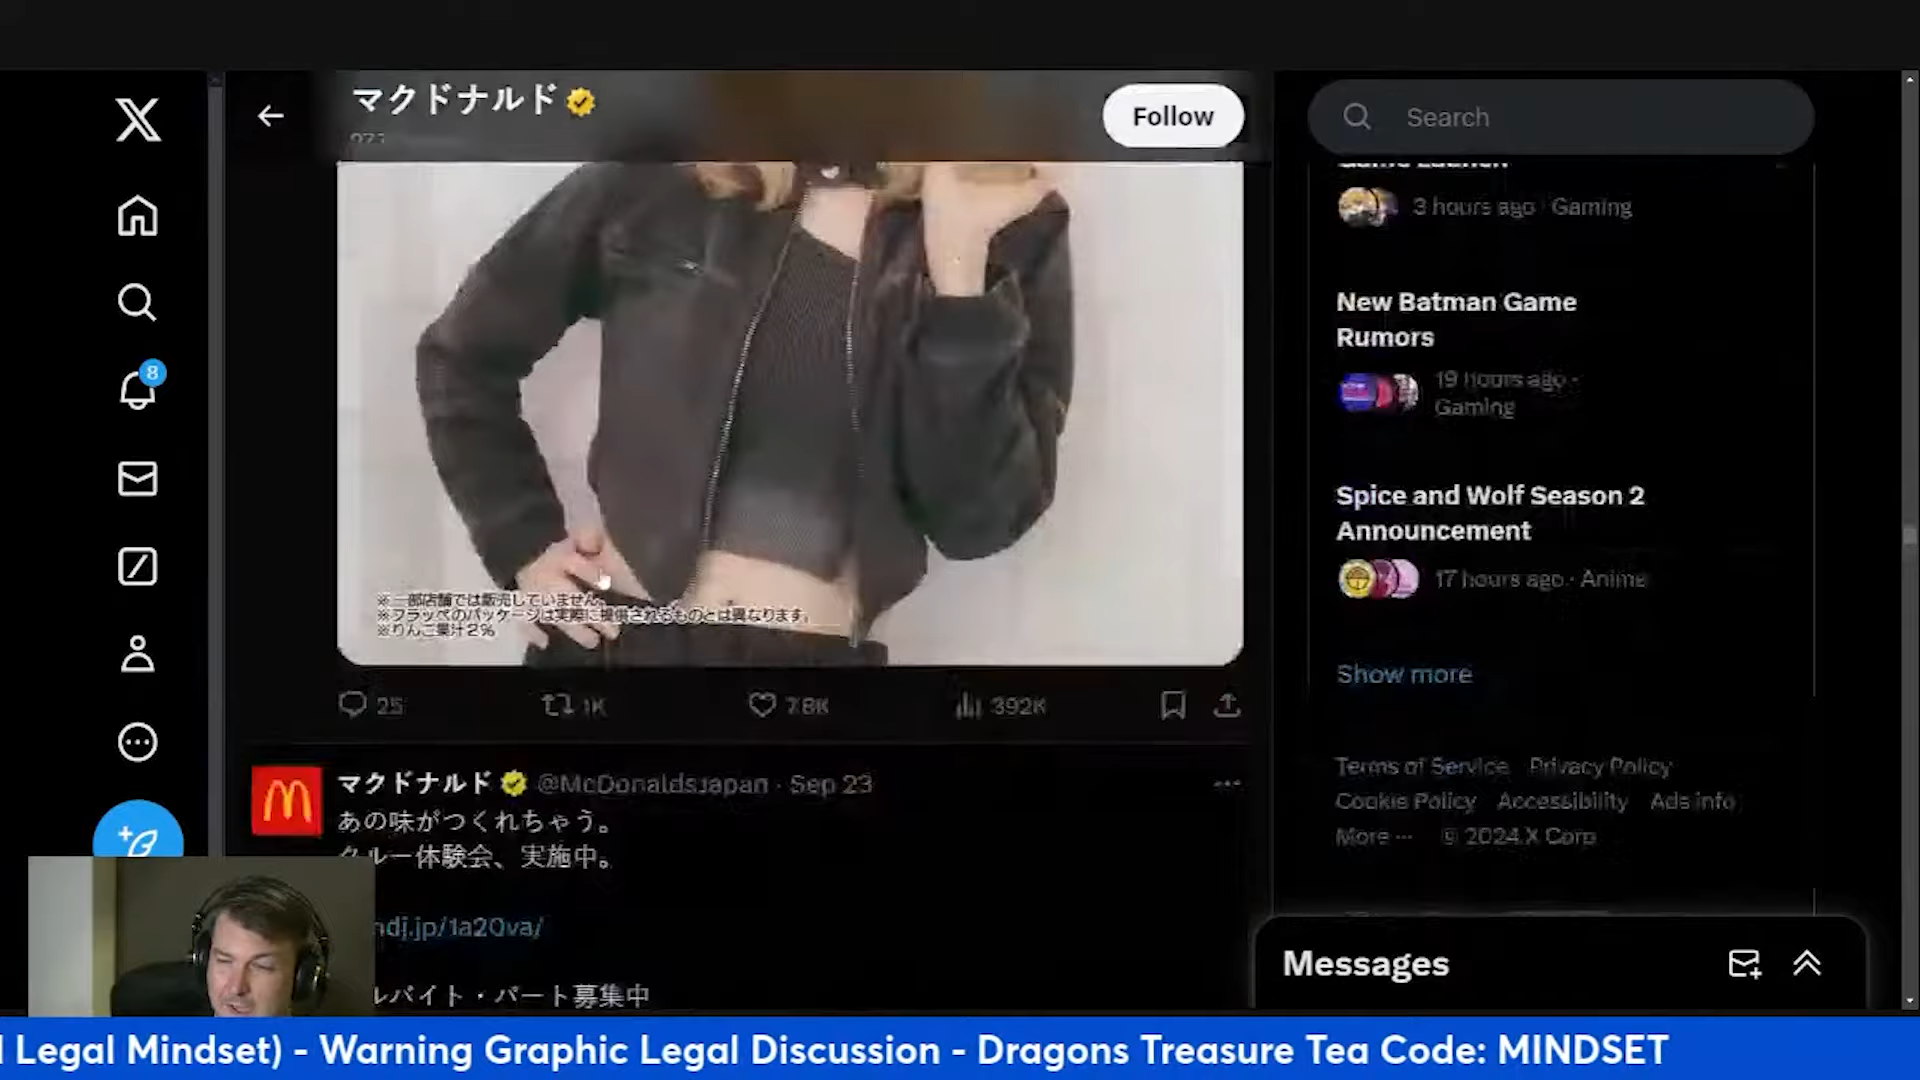 マクドナルド
Follow
Search
3 hours ago · Gaming
New Batman Game
Rumors
19 hours ago ·
Gaming
Spice and Wolf Season 2
Announcement
17 hours ago · Anime
Show more
Terms of Service Privacy Policy
Cookie Policy Accessibility Ads info
More ··· © 2024 X Corp
Messages
8
※一部店舗では販売していません。
※フラッペのパッケージは実際に提供されるものとは異なります。
※りんご果汁2%
25 1K 7.8K 392K
マクドナルド @McDonaldsJapan · Sep 23
あの味がつくれちゃう。
クルー体験会、実施中。
ndj.jp/1a20va/
ルバイト・パート募集中
Legal Mindset) - Warning Graphic Legal Discussion - Dragons Treasure Tea Code: MINDSET